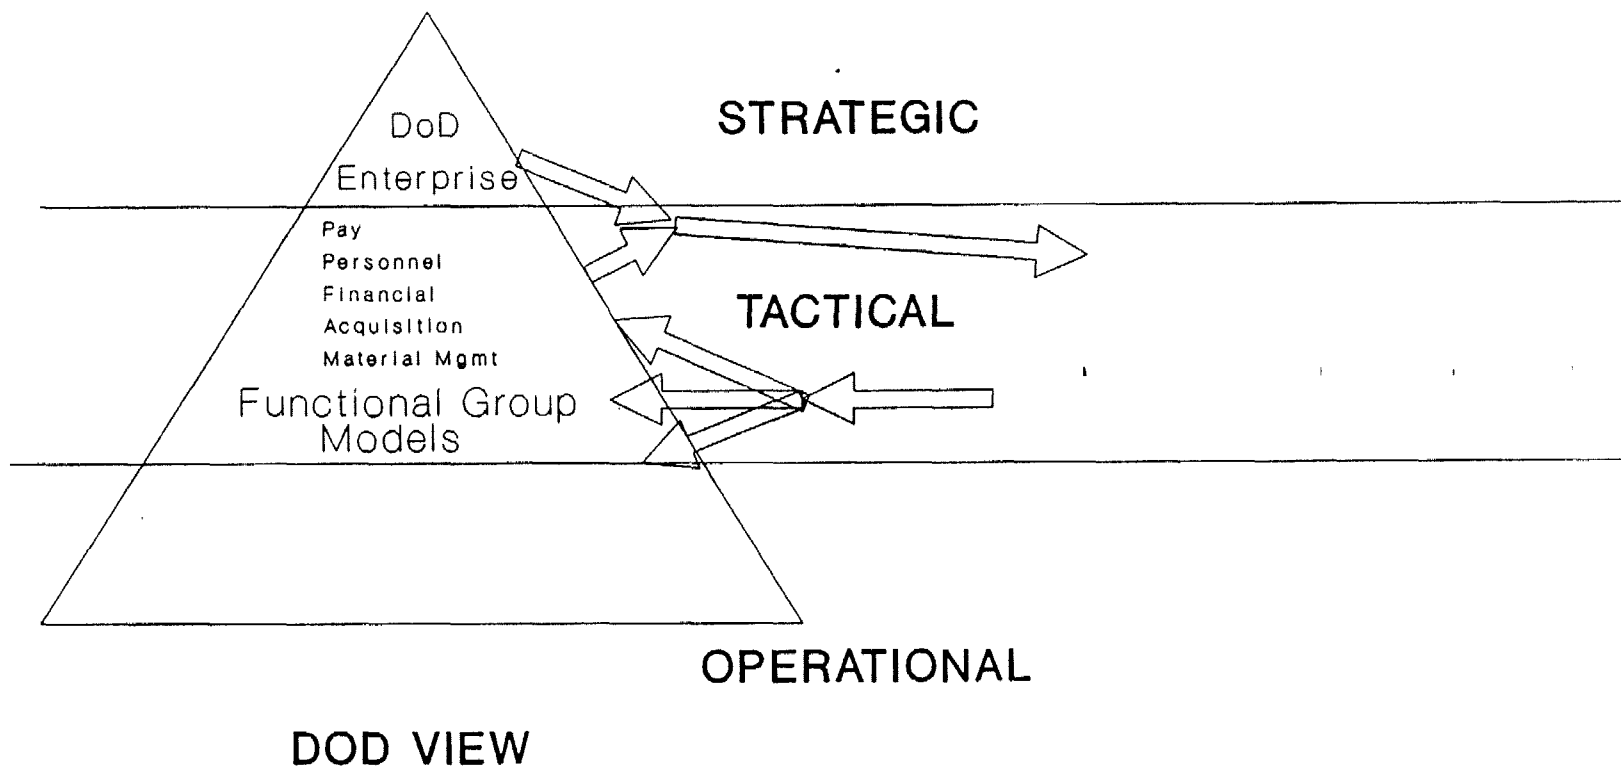 STRATEGIC
DoD
Enterprise
Pay
Personnel
Financial
Acquisition
Material Mgmt
TACTICAL
Functional Group
Models
OPERATIONAL
DOD VIEW